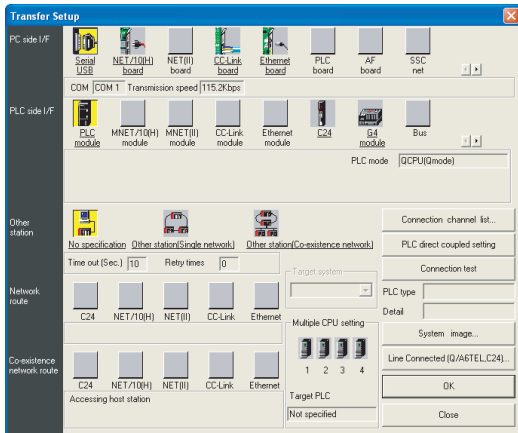 Transfer Setup
PC side I/F
Serial USB
NET/10(H) board
NET(II) board
CC-Link board
Ethernet board
PLC board
AF board
SSC net
COM COM 1 Transmission speed 115.2Kbps
PLC side I/F
PLC module
MNET/10(H) module
MNET(II) module
CC-Link module
Ethernet module
C24
G4 module
Bus
PLC mode QCPU(Qmode)
Other station
No specification
Other station(Single network)
Other station(Co-existence network)
Time out (Sec.) 10 Retry times 0
Network route
C24 NET/10(H) NET(II) CC-Link Ethernet
Co-existence network route
C24 NET/10(H) NET(II) CC-Link Ethernet
Accessing host station
Target system
Multiple CPU setting
1 2 3 4
Target PLC
Not specified
Connection channel list...
PLC direct coupled setting
Connection test
PLC type
Detail
System image...
Line Connected (Q/A6TEL,C24)...
OK
Close